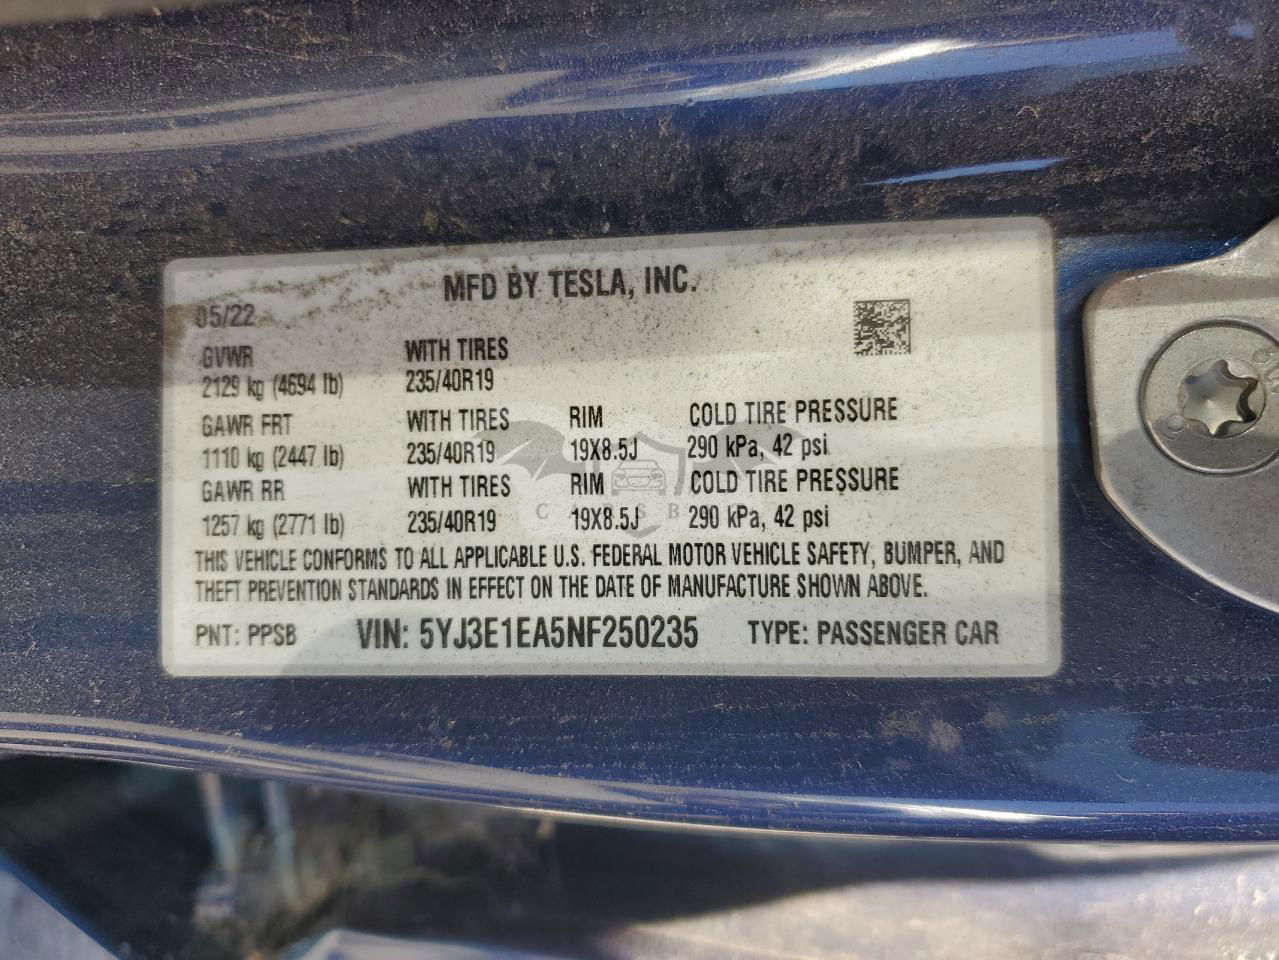 MFD BY TESLA, INC.
05/22
GVWR WITH TIRES
2129 kg (4694 lb) 235/40R19
GAWR FRT WITH TIRES RIM COLD TIRE PRESSURE
1110 kg (2447 lb) 235/40R19 19X8.5J 290 kPa, 42 psi
GAWR RR WITH TIRES RIM COLD TIRE PRESSURE
1257 kg (2771 lb) 235/40R19 19X8.5J 290 kPa, 42 psi
THIS VEHICLE CONFORMS TO ALL APPLICABLE U.S. FEDERAL MOTOR VEHICLE SAFETY, BUMPER, AND
THEFT PREVENTION STANDARDS IN EFFECT ON THE DATE OF MANUFACTURE SHOWN ABOVE.
PNT: PPSB VIN: 5YJ3E1EA5NF250235 TYPE: PASSENGER CAR